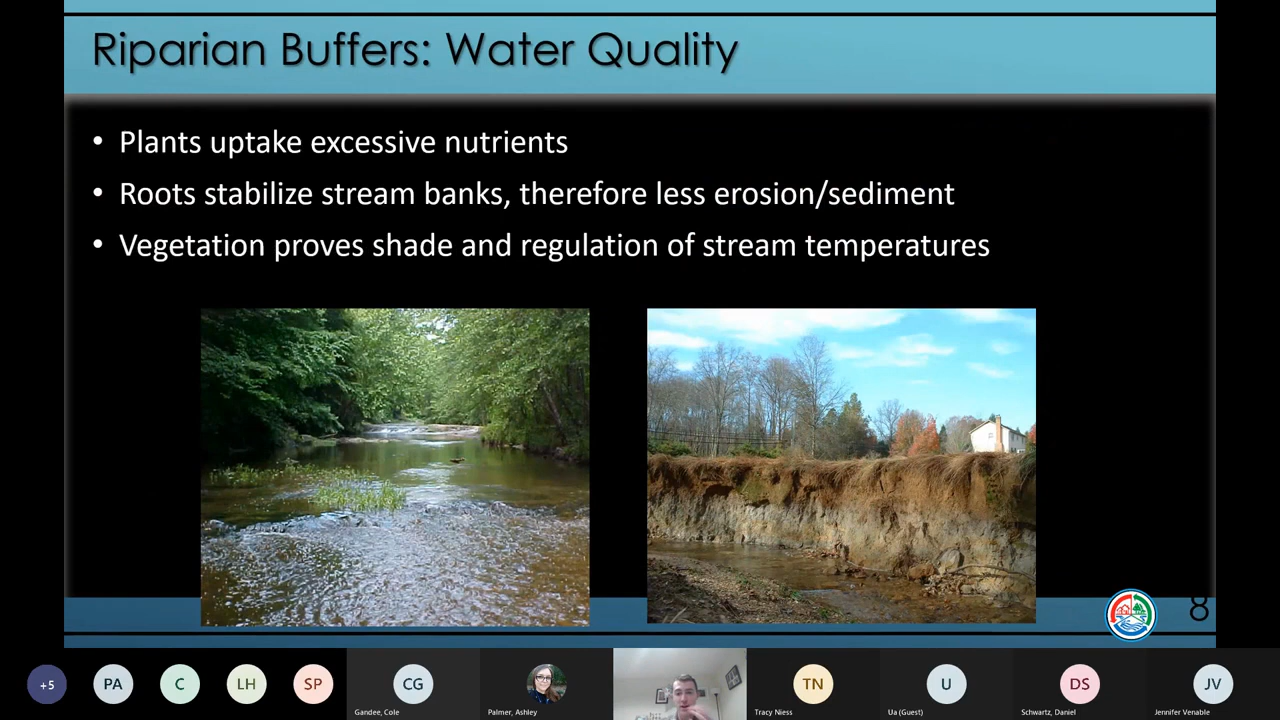 Riparian Buffers: Water Quality
• Plants uptake excessive nutrients
• Roots stabilize stream banks, therefore less erosion/sediment
• Vegetation proves shade and regulation of stream temperatures
8
+5
PA
C
LH
SP
CG
TN
U
DS
JV
Gandee, Cole
Palmer, Ashley
Tracy Niess
Ua (Guest)
Schwartz, Daniel
Jennifer Venable